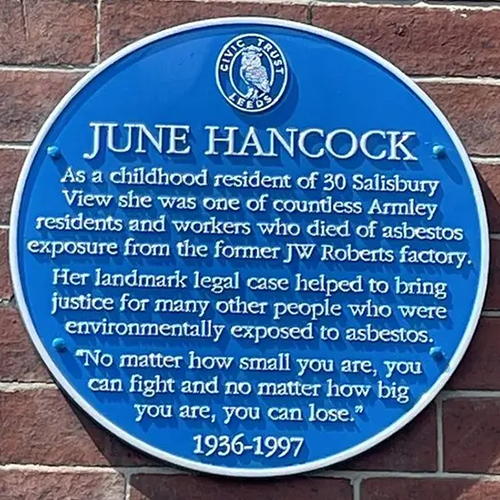 CIVIC TRUST
LEEDS
JUNE HANCOCK
As a childhood resident of 30 Salisbury
View she was one of countless Armley
residents and workers who died of asbestos
exposure from the former JW Roberts factory.
Her landmark legal case helped to bring
justice for many other people who were
environmentally exposed to asbestos.
"No matter how small you are, you
can fight and no matter how big
you are, you can lose."
1936-1997